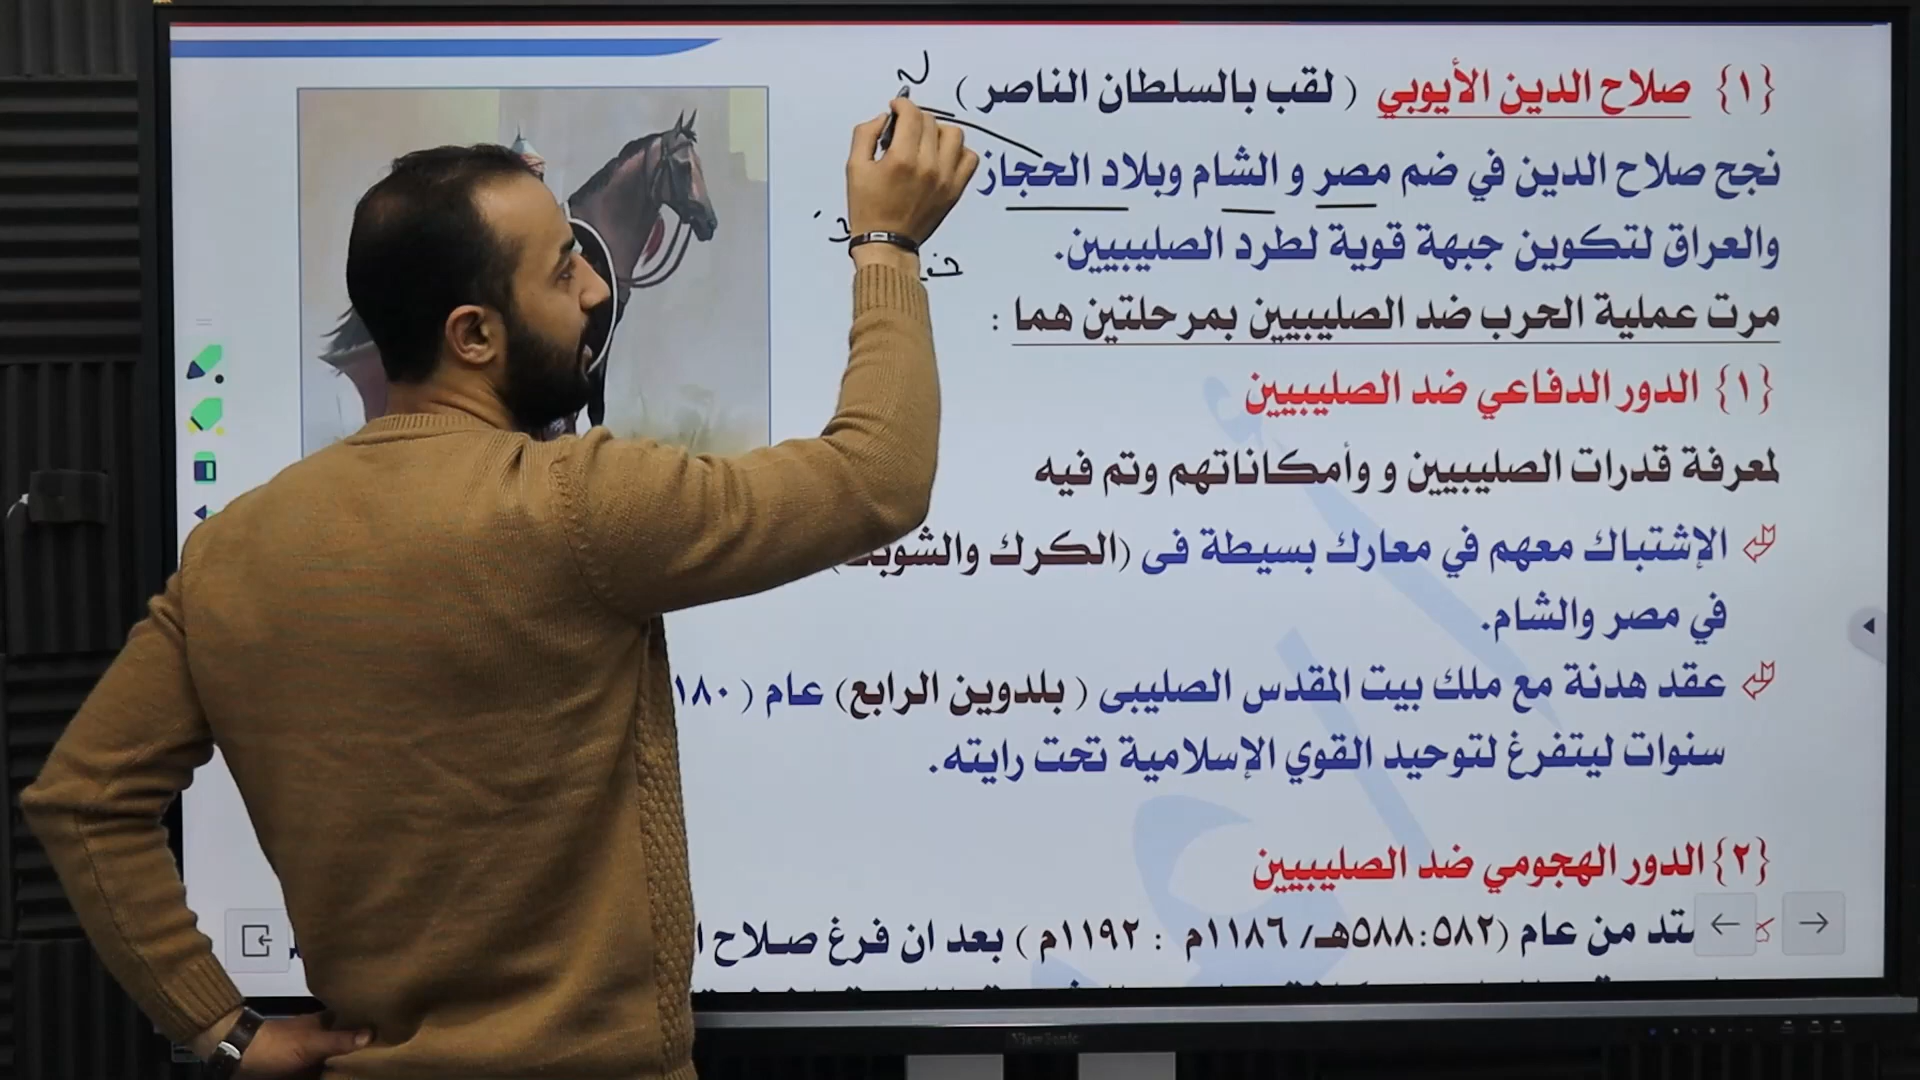 {١} صلاح الدين الأيوبي ( لقب بالسلطان الناصر )
نجح صلاح الدين في ضم مصر و الشام وبلاد الحجاز
والعراق لتكوين جبهة قوية لطرد الصليبيين.
مرت عملية الحرب ضد الصليبيين بمرحلتين هما :
{١} الدور الدفاعي ضد الصليبيين
لمعرفة قدرات الصليبيين و وأمكاناتهم وتم فيه
الإشتباك معهم في معارك بسيطة فى (الكرك والشوبك)
في مصر والشام.
عقد هدنة مع ملك بيت المقدس الصليبى ( بلدوين الرابع) عام (
سنوات ليتفرغ لتوحيد القوي الإسلامية تحت رايته.
{٢} الدور الهجومي ضد الصليبيين
من عام (٥٨٢:٥٨٨هـ/ ١١٨٦م : ١١٩٢م ) بعد ان فرغ صلاح
ViewSonic